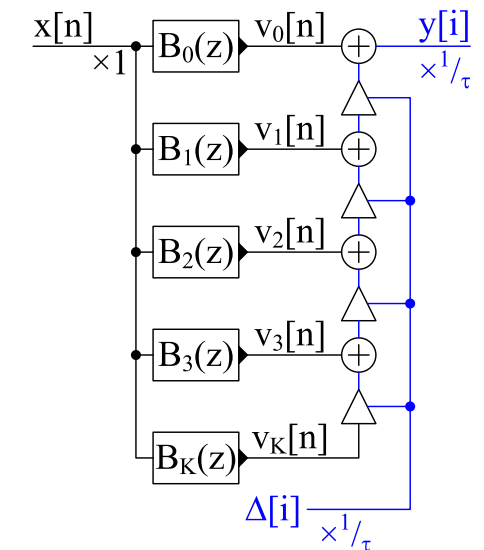 x[n]
×1
B₀(z)
v₀[n]
y[i]
×¹/τ
B₁(z)
v₁[n]
B₂(z)
v₂[n]
B₃(z)
v₃[n]
B_K(z)
v_K[n]
Δ[i]
×¹/τ